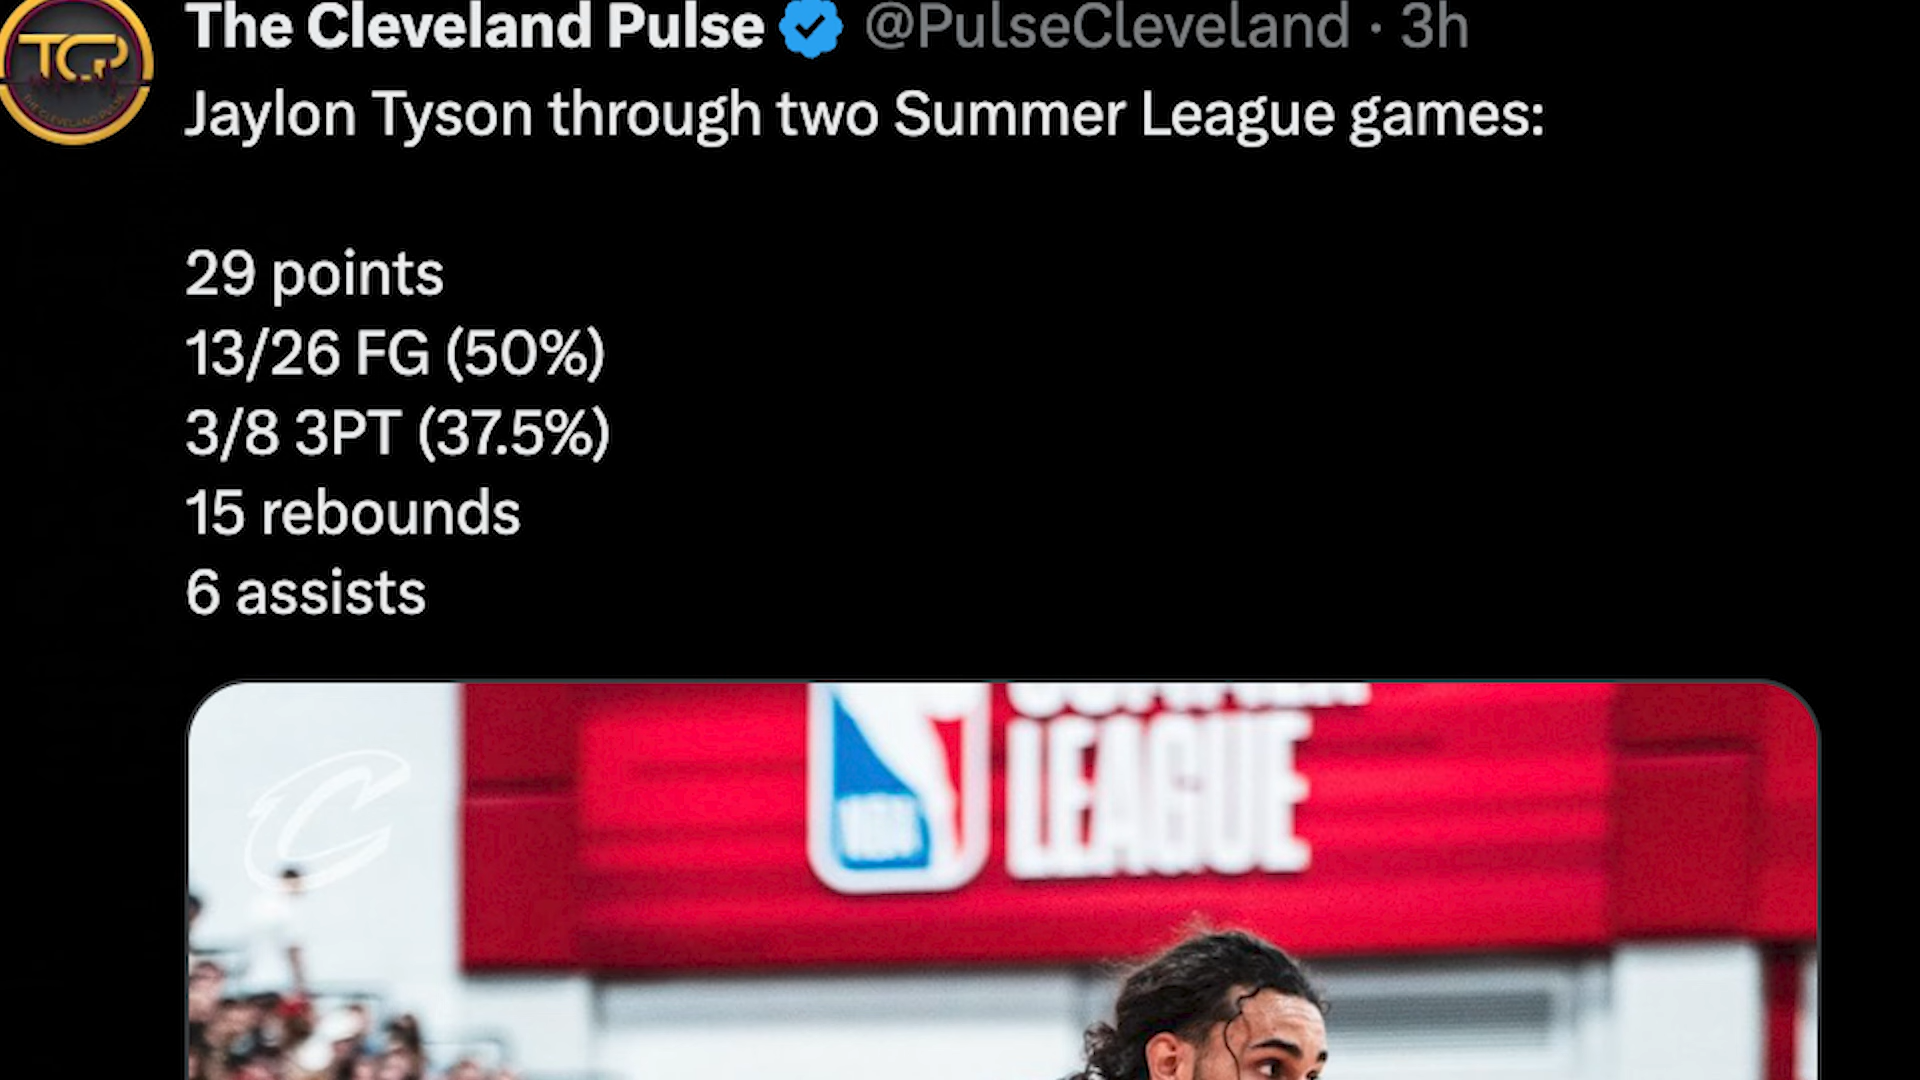 The Cleveland Pulse @PulseCleveland · 3h
TCP
Jaylon Tyson through two Summer League games:
29 points
13/26 FG (50%)
3/8 3PT (37.5%)
15 rebounds
6 assists
C
LEAGUE